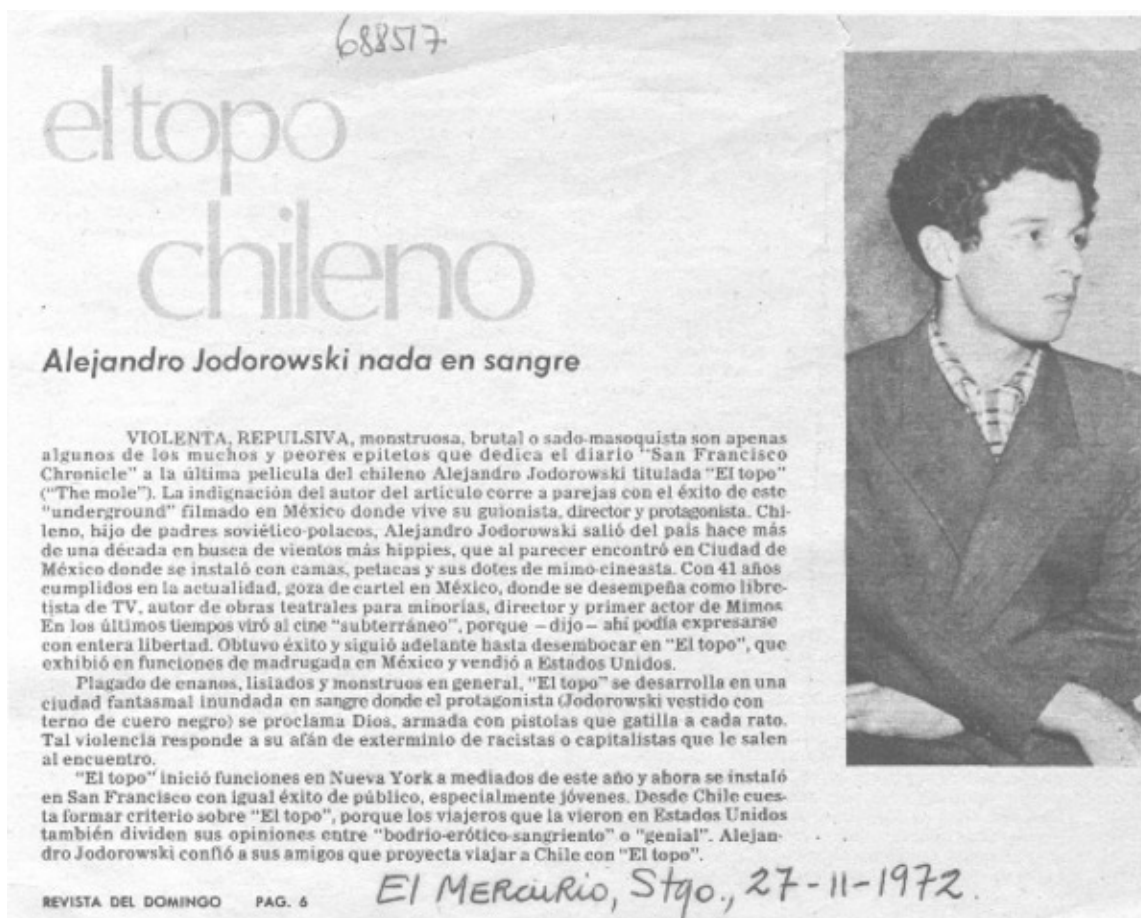 688517
el topo
chileno
Alejandro Jodorowski nada en sangre
VIOLENTA, REPULSIVA, monstruosa, brutal o sado-masoquista son apenas
algunos de los muchos y peores epítetos que dedica el diario "San Francisco
Chronicle" a la última película del chileno Alejandro Jodorowski titulada "El topo"
("The mole"). La indignación del autor del artículo corre a parejas con el éxito de este
"underground" filmado en México donde vive su guionista, director y protagonista. Chi-
leno, hijo de padres soviético-polacos, Alejandro Jodorowski salió del país hace más
de una década en busca de vientos más hippies, que al parecer encontró en Ciudad de
México donde se instaló con camas, petacas y sus dotes de mimo-cineasta. Con 41 años
cumplidos en la actualidad, goza de cartel en México, donde se desempeña como libre-
tista de TV, autor de obras teatrales para minorías, director y primer actor de Mimos
En los últimos tiempos viró al cine "subterráneo", porque —dijo— ahí podía expresarse
con entera libertad. Obtuvo éxito y siguió adelante hasta desembocar en "El topo", que
exhibió en funciones de madrugada en México y vendió a Estados Unidos.
Plagado de enanos, lisiados y monstruos en general, "El topo" se desarrolla en una
ciudad fantasmal inundada en sangre donde el protagonista (Jodorowski vestido con
terno de cuero negro) se proclama Dios, armada con pistolas que gatilla a cada rato.
Tal violencia responde a su afán de exterminio de racistas o capitalistas que le salen
al encuentro.
"El topo" inició funciones en Nueva York a mediados de este año y ahora se instaló
en San Francisco con igual éxito de público, especialmente jóvenes. Desde Chile cues-
ta formar criterio sobre "El topo", porque los viajeros que la vieron en Estados Unidos
también dividen sus opiniones entre "bodrio-erótico-sangriento" o "genial". Alejan-
dro Jodorowski confió a sus amigos que proyecta viajar a Chile con "El topo".
REVISTA DEL DOMINGO PAG. 6
El Mercurio, Stgo., 27-11-1972.